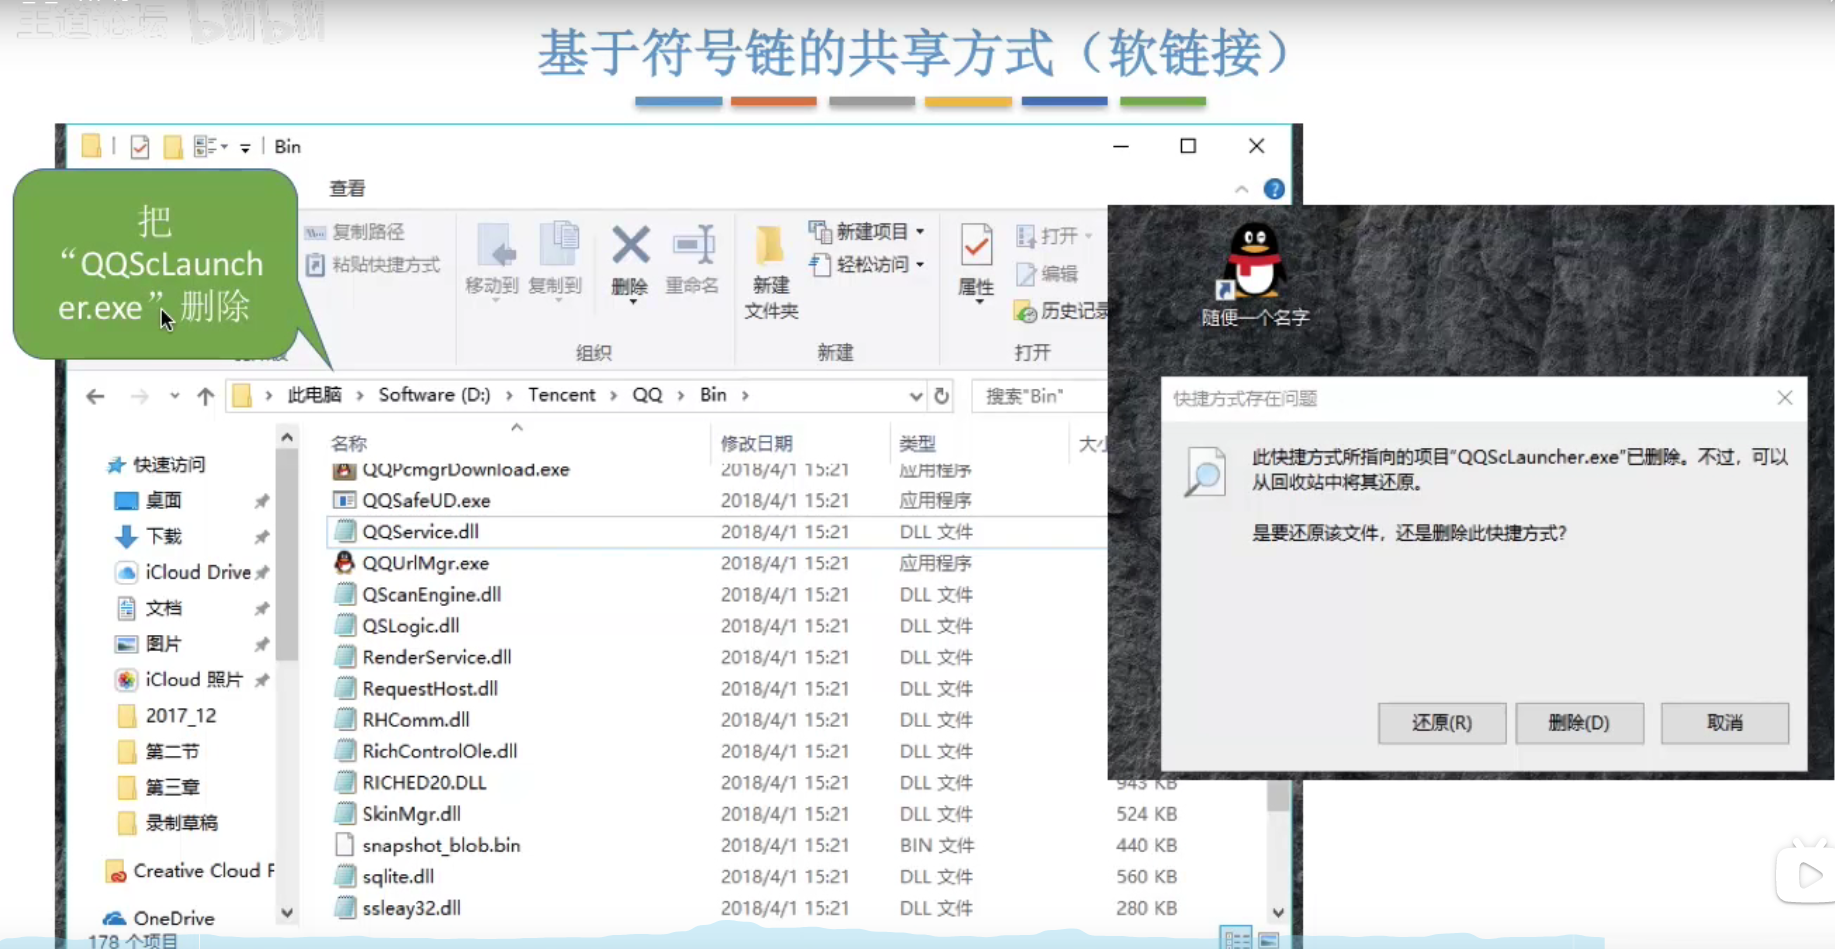 王道论坛
bilibili
基于符号链的共享方式（软链接）
Bin
查看
把
“QQScLaunch
er.exe”删除
复制路径
粘贴快捷方式
移动到
复制到
删除
重命名
新建
文件夹
新建项目
轻松访问
属性
打开
编辑
历史记录
组织
新建
打开
此电脑 > Software (D:) > Tencent > QQ > Bin >
搜索"Bin"
名称 修改日期 类型 大小
快速访问
桌面
下载
iCloud Drive
文档
图片
iCloud 照片
2017_12
第二节
第三章
录制草稿
Creative Cloud F
OneDrive
QQPcmgrDownload.exe 2018/4/1 15:21 应用程序
QQSafeUD.exe 2018/4/1 15:21 应用程序
QQService.dll 2018/4/1 15:21 DLL 文件
QQUrlMgr.exe 2018/4/1 15:21 应用程序
QScanEngine.dll 2018/4/1 15:21 DLL 文件
QSLogic.dll 2018/4/1 15:21 DLL 文件
RenderService.dll 2018/4/1 15:21 DLL 文件
RequestHost.dll 2018/4/1 15:21 DLL 文件
RHComm.dll 2018/4/1 15:21 DLL 文件
RichControlOle.dll 2018/4/1 15:21 DLL 文件
RICHED20.DLL 2018/4/1 15:21 DLL 文件 943 KB
SkinMgr.dll 2018/4/1 15:21 DLL 文件 524 KB
snapshot_blob.bin 2018/4/1 15:21 BIN 文件 440 KB
sqlite.dll 2018/4/1 15:21 DLL 文件 560 KB
ssleay32.dll 2018/4/1 15:21 DLL 文件 280 KB
178 个项目
随便一个名字
快捷方式存在问题
此快捷方式所指向的项目"QQScLauncher.exe"已删除。不过，可以
从回收站中将其还原。
是要还原该文件，还是删除此快捷方式?
还原(R)
删除(D)
取消